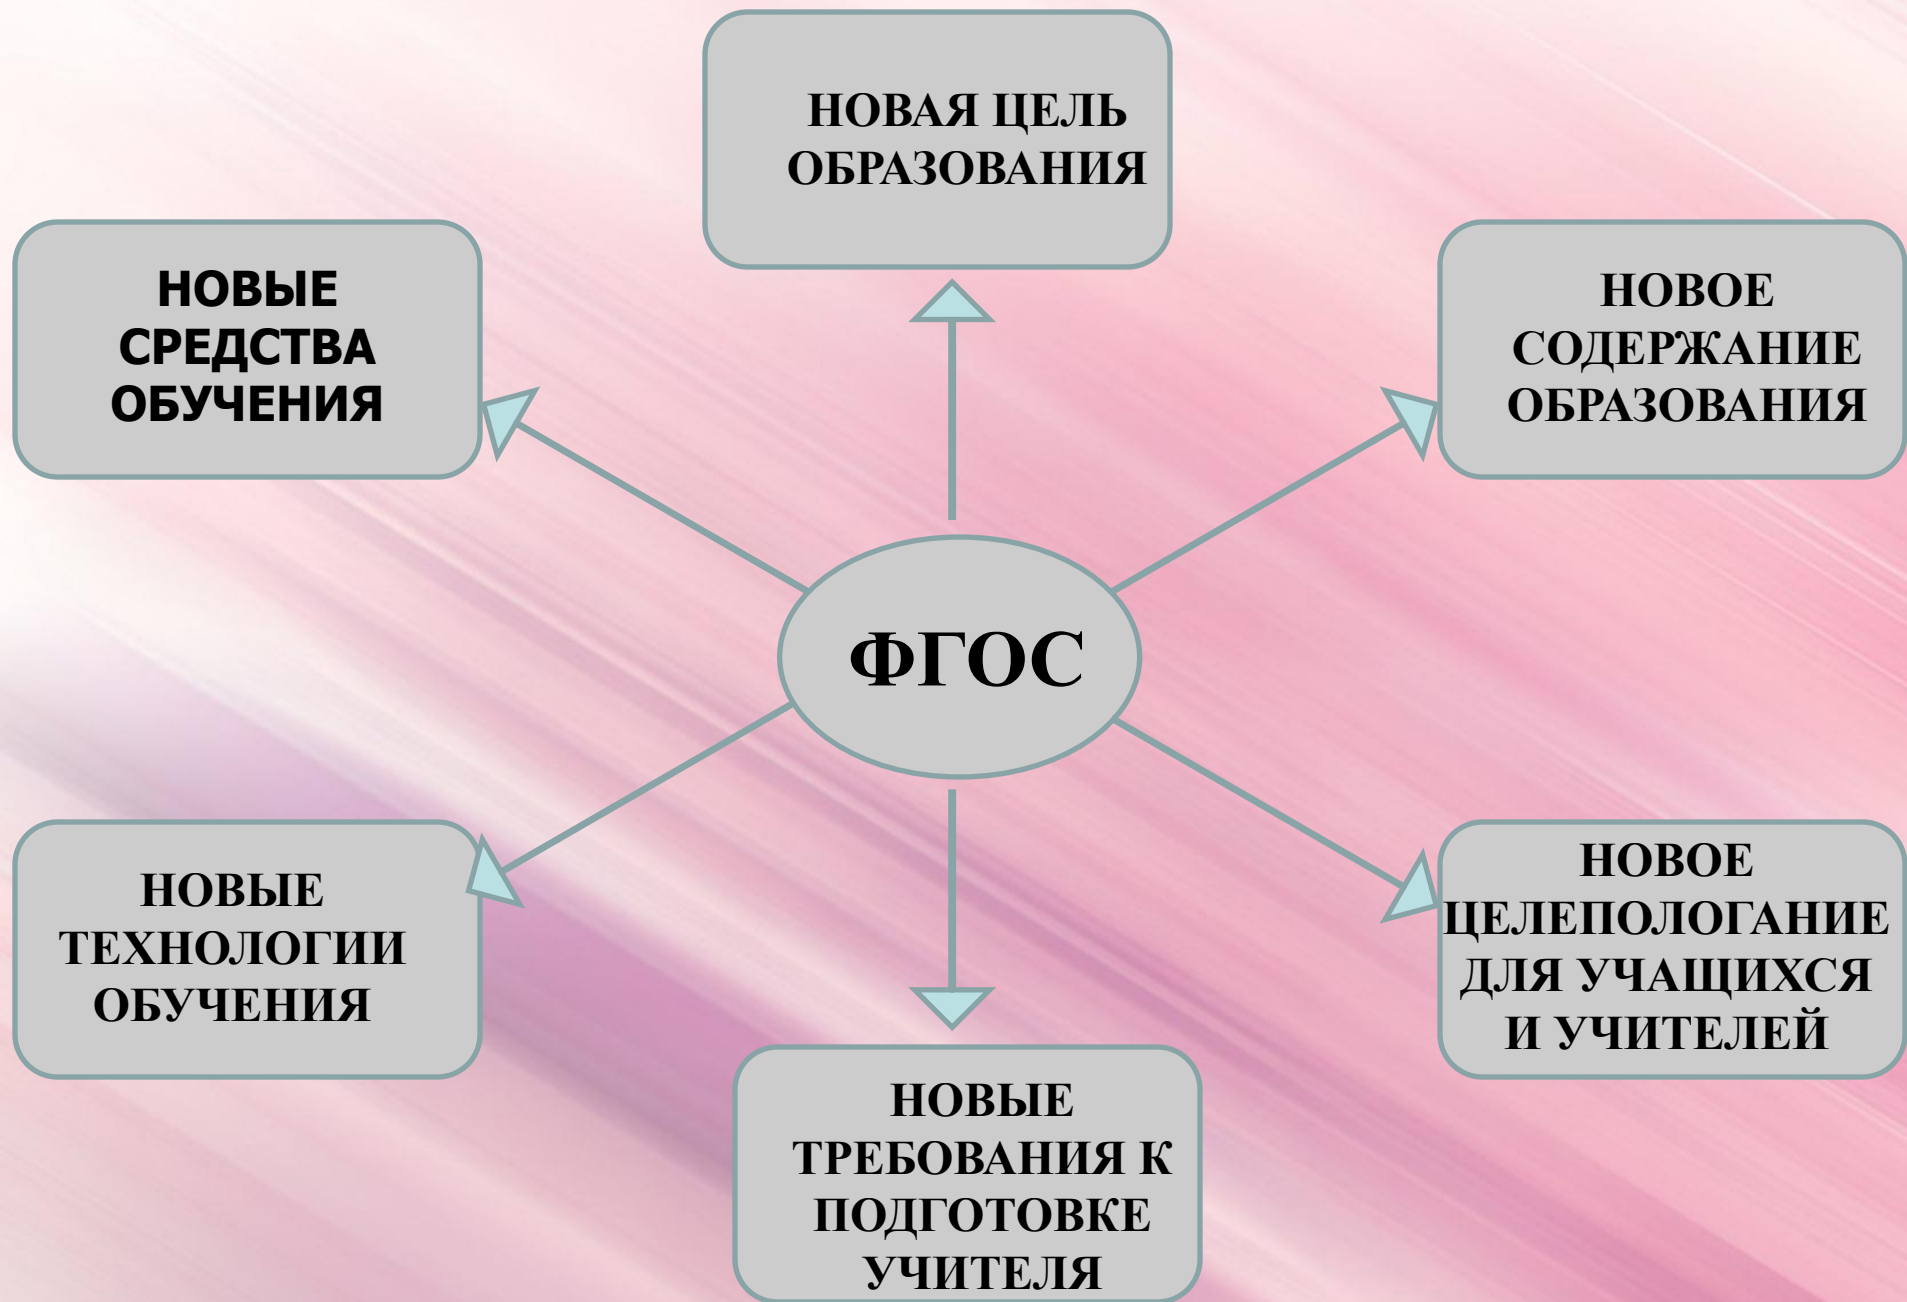 НОВАЯ ЦЕЛЬ
ОБРАЗОВАНИЯ
НОВЫЕ
СРЕДСТВА
ОБУЧЕНИЯ
НОВОЕ
СОДЕРЖАНИЕ
ОБРАЗОВАНИЯ
ФГОС
НОВЫЕ
ТЕХНОЛОГИИ
ОБУЧЕНИЯ
НОВОЕ
ЦЕЛЕПОЛОГАНИЕ
ДЛЯ УЧАЩИХСЯ
И УЧИТЕЛЕЙ
НОВЫЕ
ТРЕБОВАНИЯ К
ПОДГОТОВКЕ
УЧИТЕЛЯ